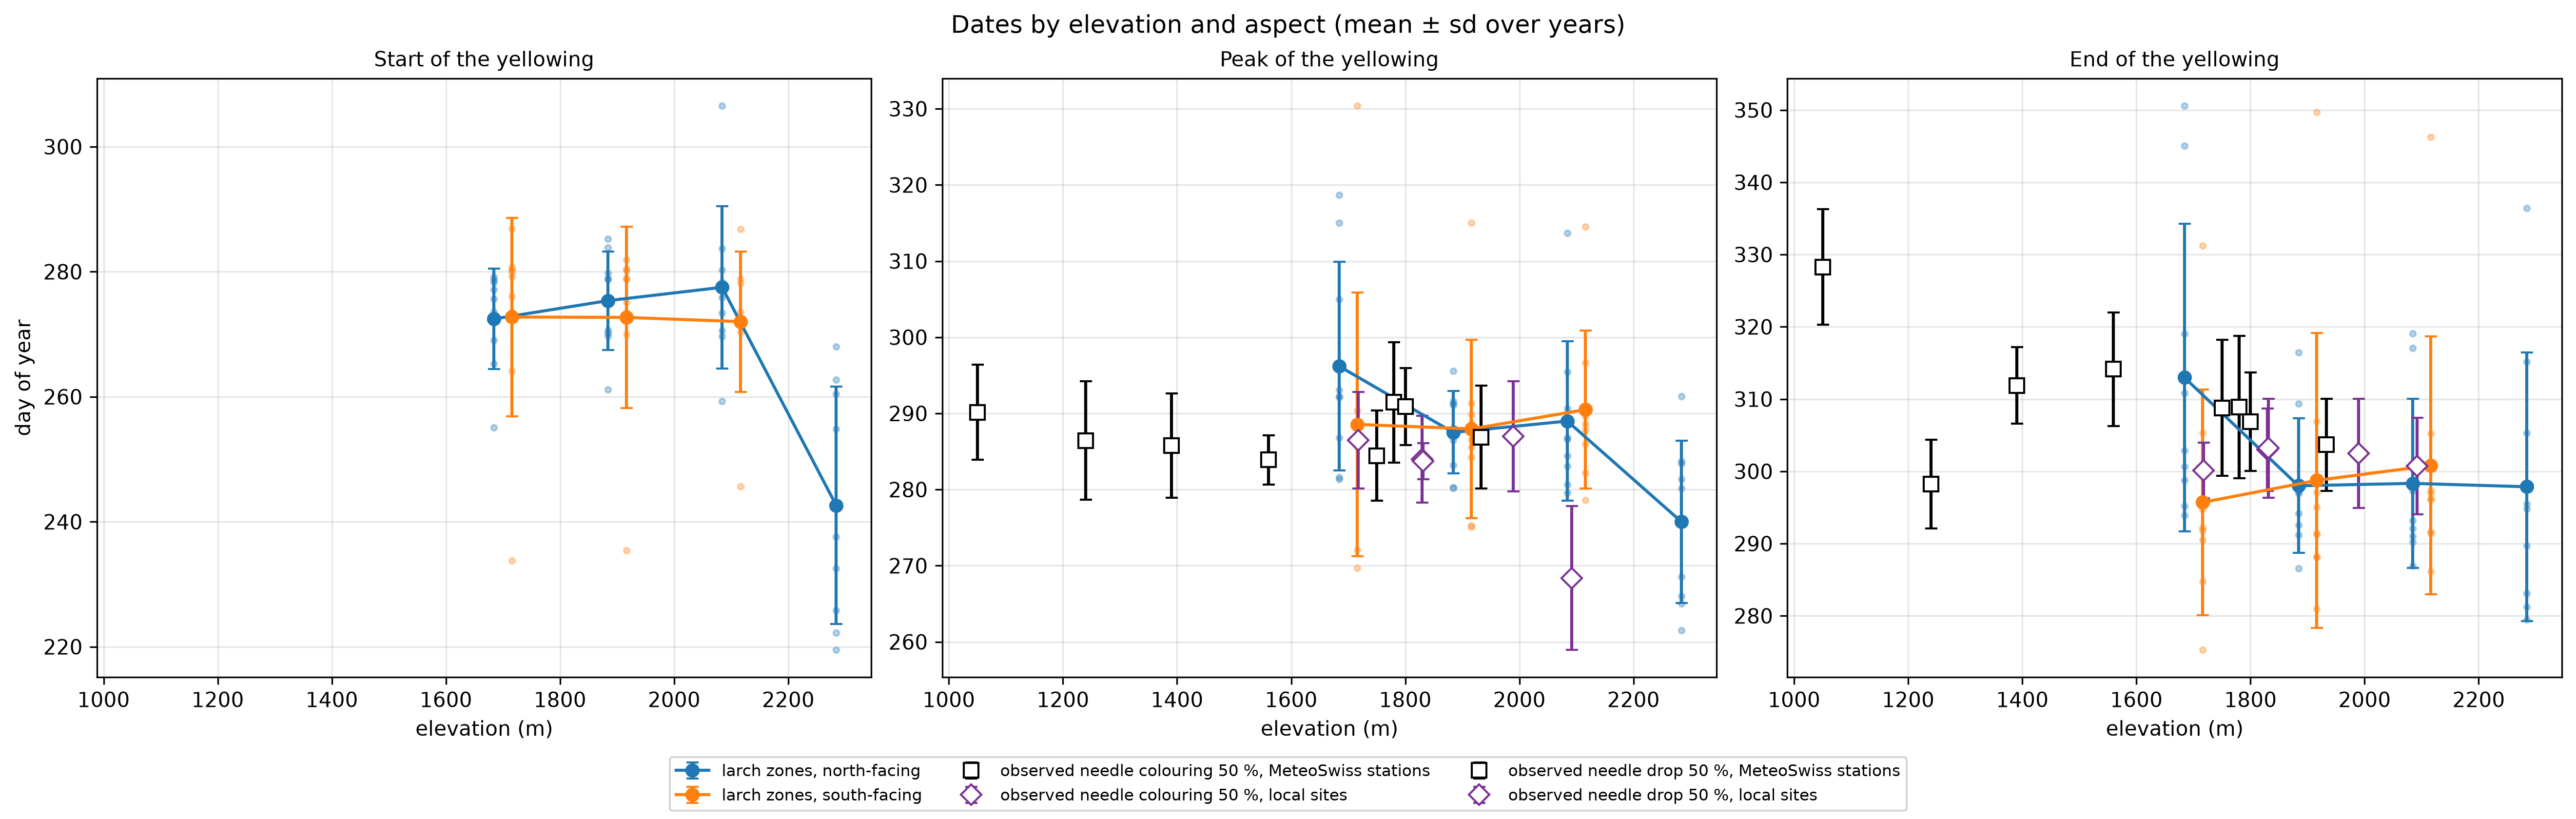 Dates by elevation and aspect (mean ± sd over years)
Start of the yellowing
Peak of the yellowing
End of the yellowing
day of year
300
280
260
240
220
1000 1200 1400 1600 1800 2000 2200
elevation (m)
330
320
310
300
290
280
270
260
1000 1200 1400 1600 1800 2000 2200
elevation (m)
350
340
330
320
310
300
290
280
1000 1200 1400 1600 1800 2000 2200
elevation (m)
larch zones, north-facing
larch zones, south-facing
observed needle colouring 50 %, MeteoSwiss stations
observed needle colouring 50 %, local sites
observed needle drop 50 %, MeteoSwiss stations
observed needle drop 50 %, local sites